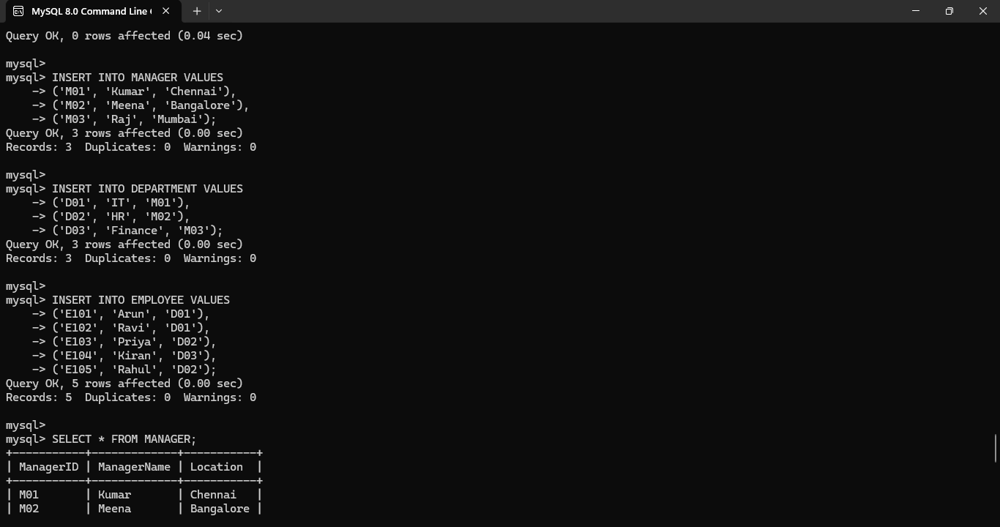 MySQL 8.0 Command Line
Query OK, 0 rows affected (0.04 sec)
mysql>
mysql> INSERT INTO MANAGER VALUES
    -> ('M01', 'Kumar', 'Chennai'),
    -> ('M02', 'Meena', 'Bangalore'),
    -> ('M03', 'Raj', 'Mumbai');
Query OK, 3 rows affected (0.00 sec)
Records: 3  Duplicates: 0  Warnings: 0
mysql>
mysql> INSERT INTO DEPARTMENT VALUES
    -> ('D01', 'IT', 'M01'),
    -> ('D02', 'HR', 'M02'),
    -> ('D03', 'Finance', 'M03');
Query OK, 3 rows affected (0.00 sec)
Records: 3  Duplicates: 0  Warnings: 0
mysql>
mysql> INSERT INTO EMPLOYEE VALUES
    -> ('E101', 'Arun', 'D01'),
    -> ('E102', 'Ravi', 'D01'),
    -> ('E103', 'Priya', 'D02'),
    -> ('E104', 'Kiran', 'D03'),
    -> ('E105', 'Rahul', 'D02');
Query OK, 5 rows affected (0.00 sec)
Records: 5  Duplicates: 0  Warnings: 0
mysql>
mysql> SELECT * FROM MANAGER;
+-----------+-------------+-----------+
| ManagerID | ManagerName | Location  |
+-----------+-------------+-----------+
| M01       | Kumar       | Chennai   |
| M02       | Meena       | Bangalore |